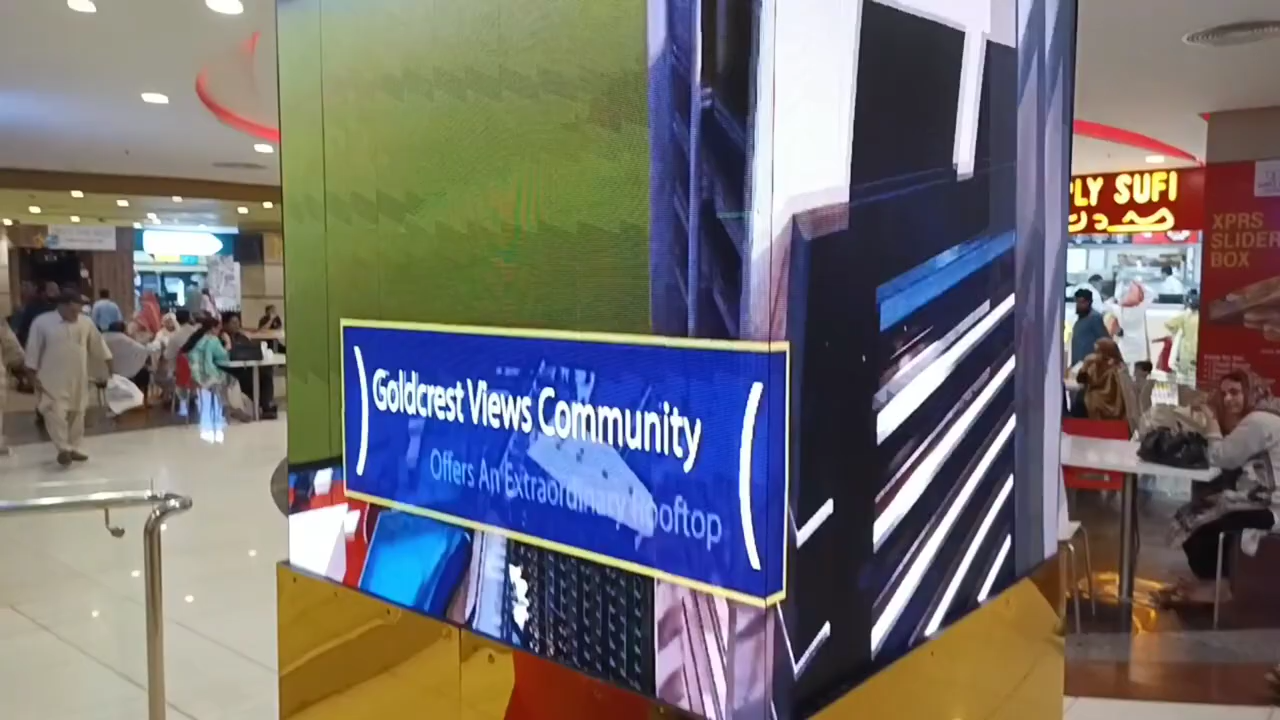 Goldcrest Views Community
Offers An Extraordinary Rooftop
PLY SUFI
XPRS
SLIDER
BOX